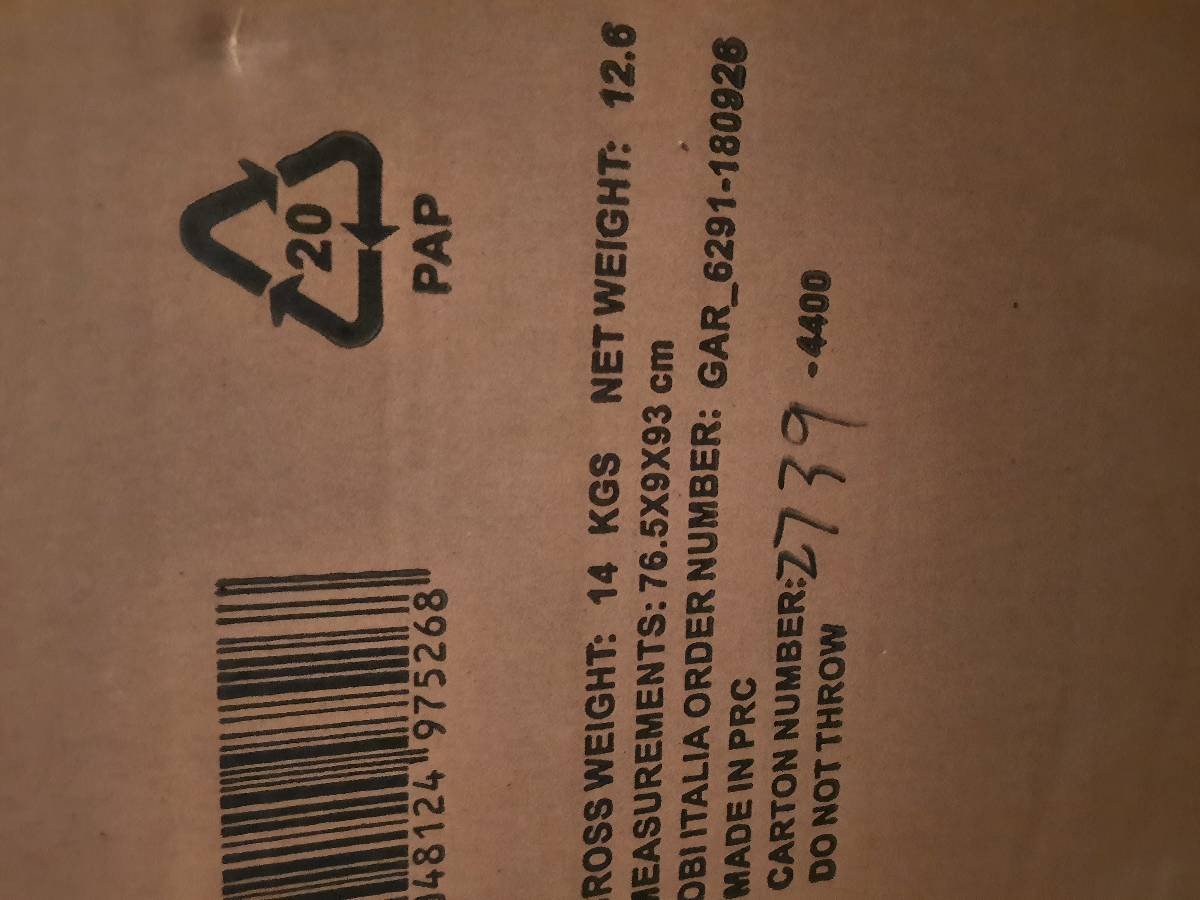 20
PAP
48124 975268
ROSS WEIGHT: 14 KGS NET WEIGHT: 12.6
MEASUREMENTS: 76.5X9X93 cm
OBI ITALIA ORDER NUMBER: GAR_6291-180926
MADE IN PRC
CARTON NUMBER: 2739 -4400
DO NOT THROW